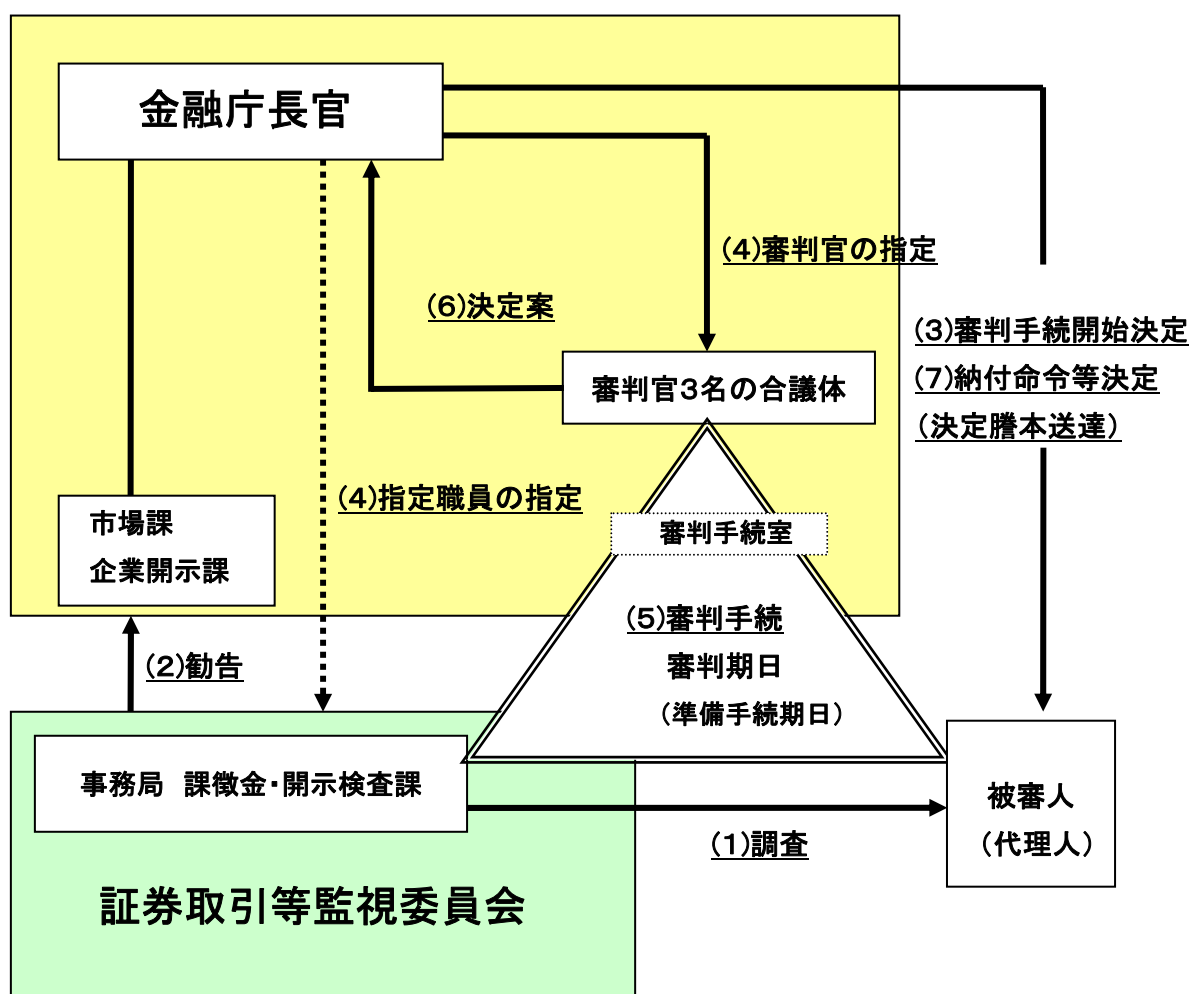 金融庁長官
(4)審判官の指定
(6)決定案
(3)審判手続開始決定
(7)納付命令等決定
(決定謄本送達)
審判官3名の合議体
(4)指定職員の指定
市場課
企業開示課
審判手続室
(5)審判手続
審判期日
(準備手続期日)
(2)勧告
事務局 課徴金・開示検査課
(1)調査
被審人
(代理人)
証券取引等監視委員会